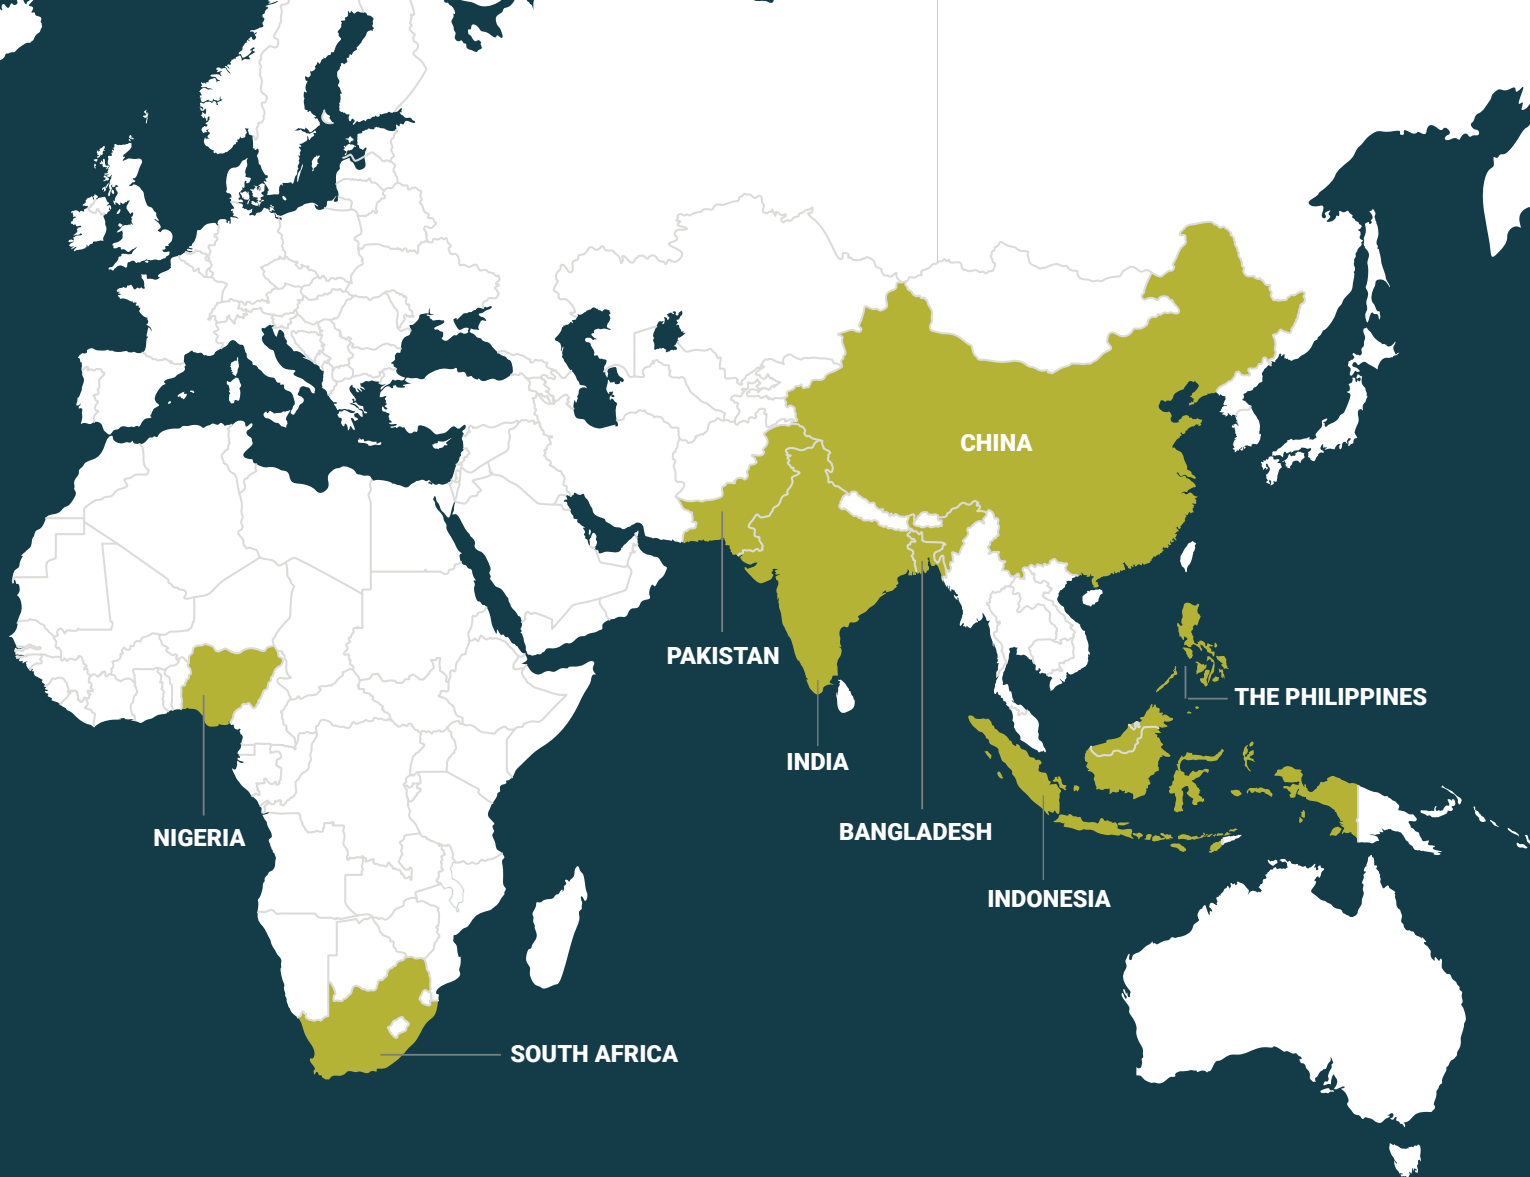 CHINA
PAKISTAN
THE PHILIPPINES
INDIA
BANGLADESH
NIGERIA
INDONESIA
SOUTH AFRICA